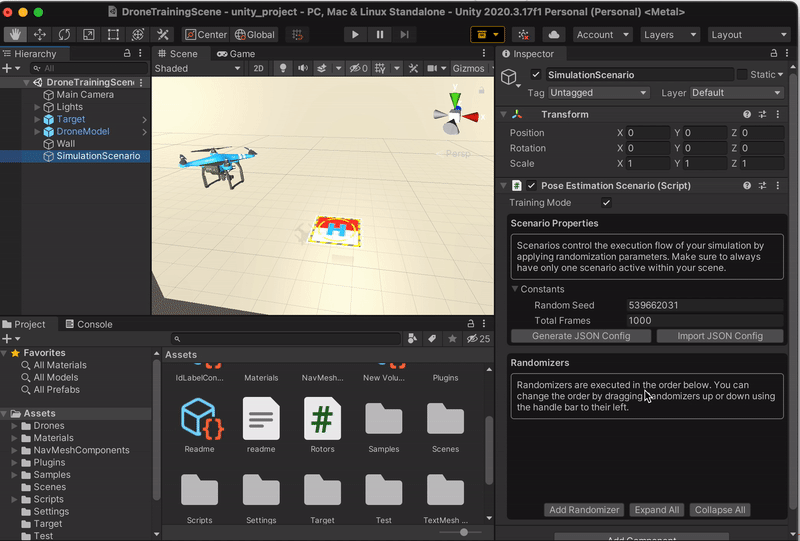 DroneTrainingScene - unity_project - PC, Mac & Linux Standalone - Unity 2020.3.17f1 Personal (Personal) <Metal>
Center Global Account Layers Layout
Hierarchy
All
DroneTrainingScen
Main Camera
Lights
Target
DroneModel
Wall
SimulationScenario
Scene Game
Shaded 2D 0 Gizmos
y
x
Persp
Project Console
25
Favorites
All Materials
All Models
All Prefabs
Assets
Drones
Materials
NavMeshComponents
Plugins
Samples
Scenes
Scripts
Settings
Target
Test
Assets
IdLabelCon... Materials NavMesh... New Volu... Plugins
Readme readme Rotors Samples Scenes
Scripts Settings Target Test TextMesh ...
Inspector
SimulationScenario Static
Tag Untagged Layer Default
Transform
Position X 0 Y 0 Z 0
Rotation X 0 Y 0 Z 0
Scale X 1 Y 1 Z 1
Pose Estimation Scenario (Script)
Training Mode
Scenario Properties
Scenarios control the execution flow of your simulation by
applying randomization parameters. Make sure to always
have only one scenario active within your scene.
Constants
Random Seed 539662031
Total Frames 1000
Generate JSON Config Import JSON Config
Randomizers
Randomizers are executed in the order below. You can
change the order by dragging randomizers up or down using
the handle bar to their left.
Add Randomizer Expand All Collapse All
Add Component